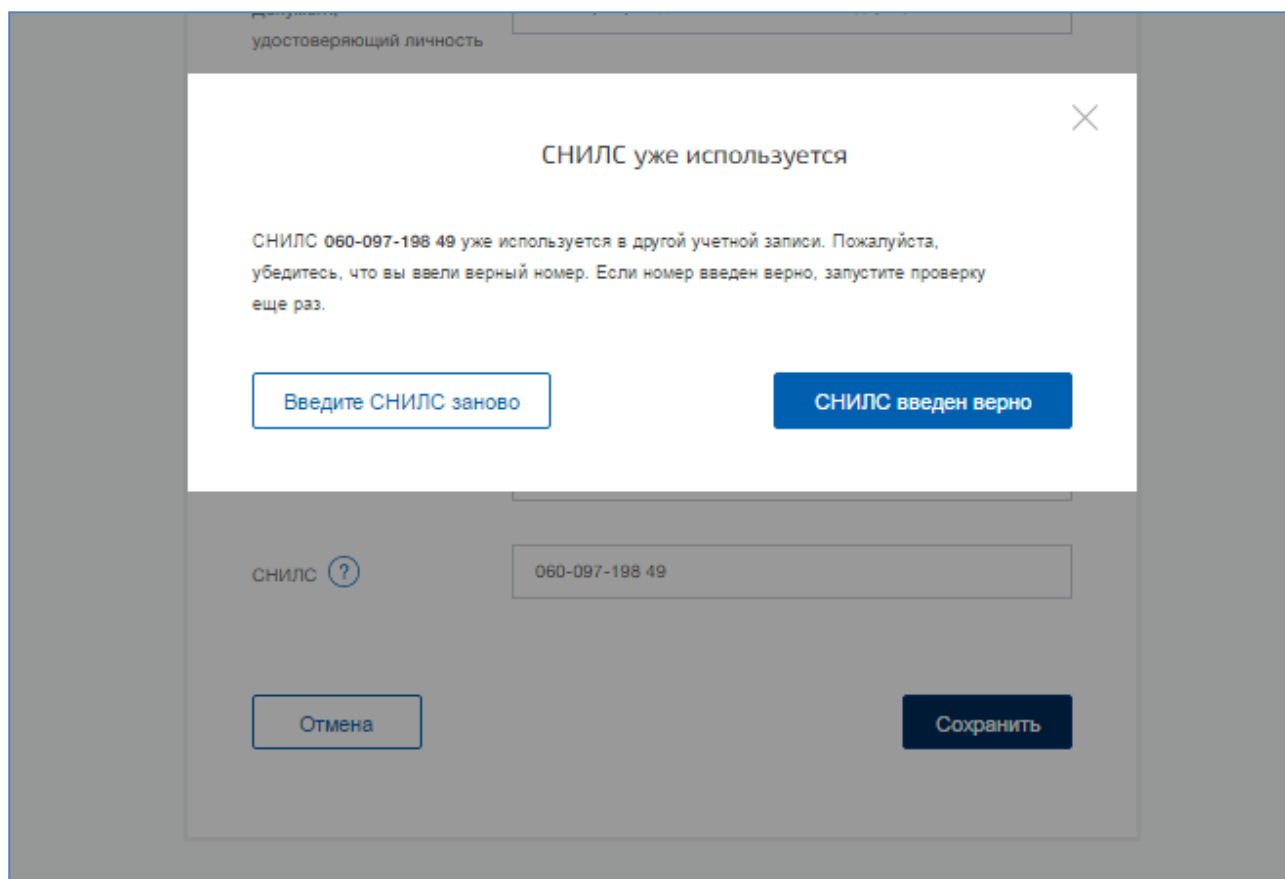 удостоверяющий личность
СНИЛС уже используется
СНИЛС 060-097-198 49 уже используется в другой учетной записи. Пожалуйста,
убедитесь, что вы ввели верный номер. Если номер введен верно, запустите проверку
еще раз.
Введите СНИЛС заново
СНИЛС введен верно
СНИЛС ?
060-097-198 49
Отмена
Сохранить